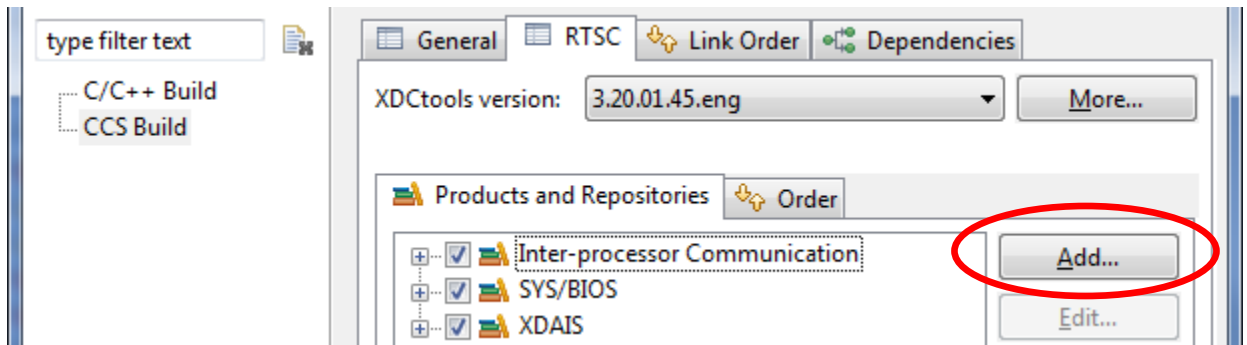 type filter text
C/C++ Build
CCS Build
General RTSC Link Order Dependencies
XDCtools version: 3.20.01.45.eng More...
Products and Repositories Order
Inter-processor Communication
SYS/BIOS
XDAIS
Add...
Edit...